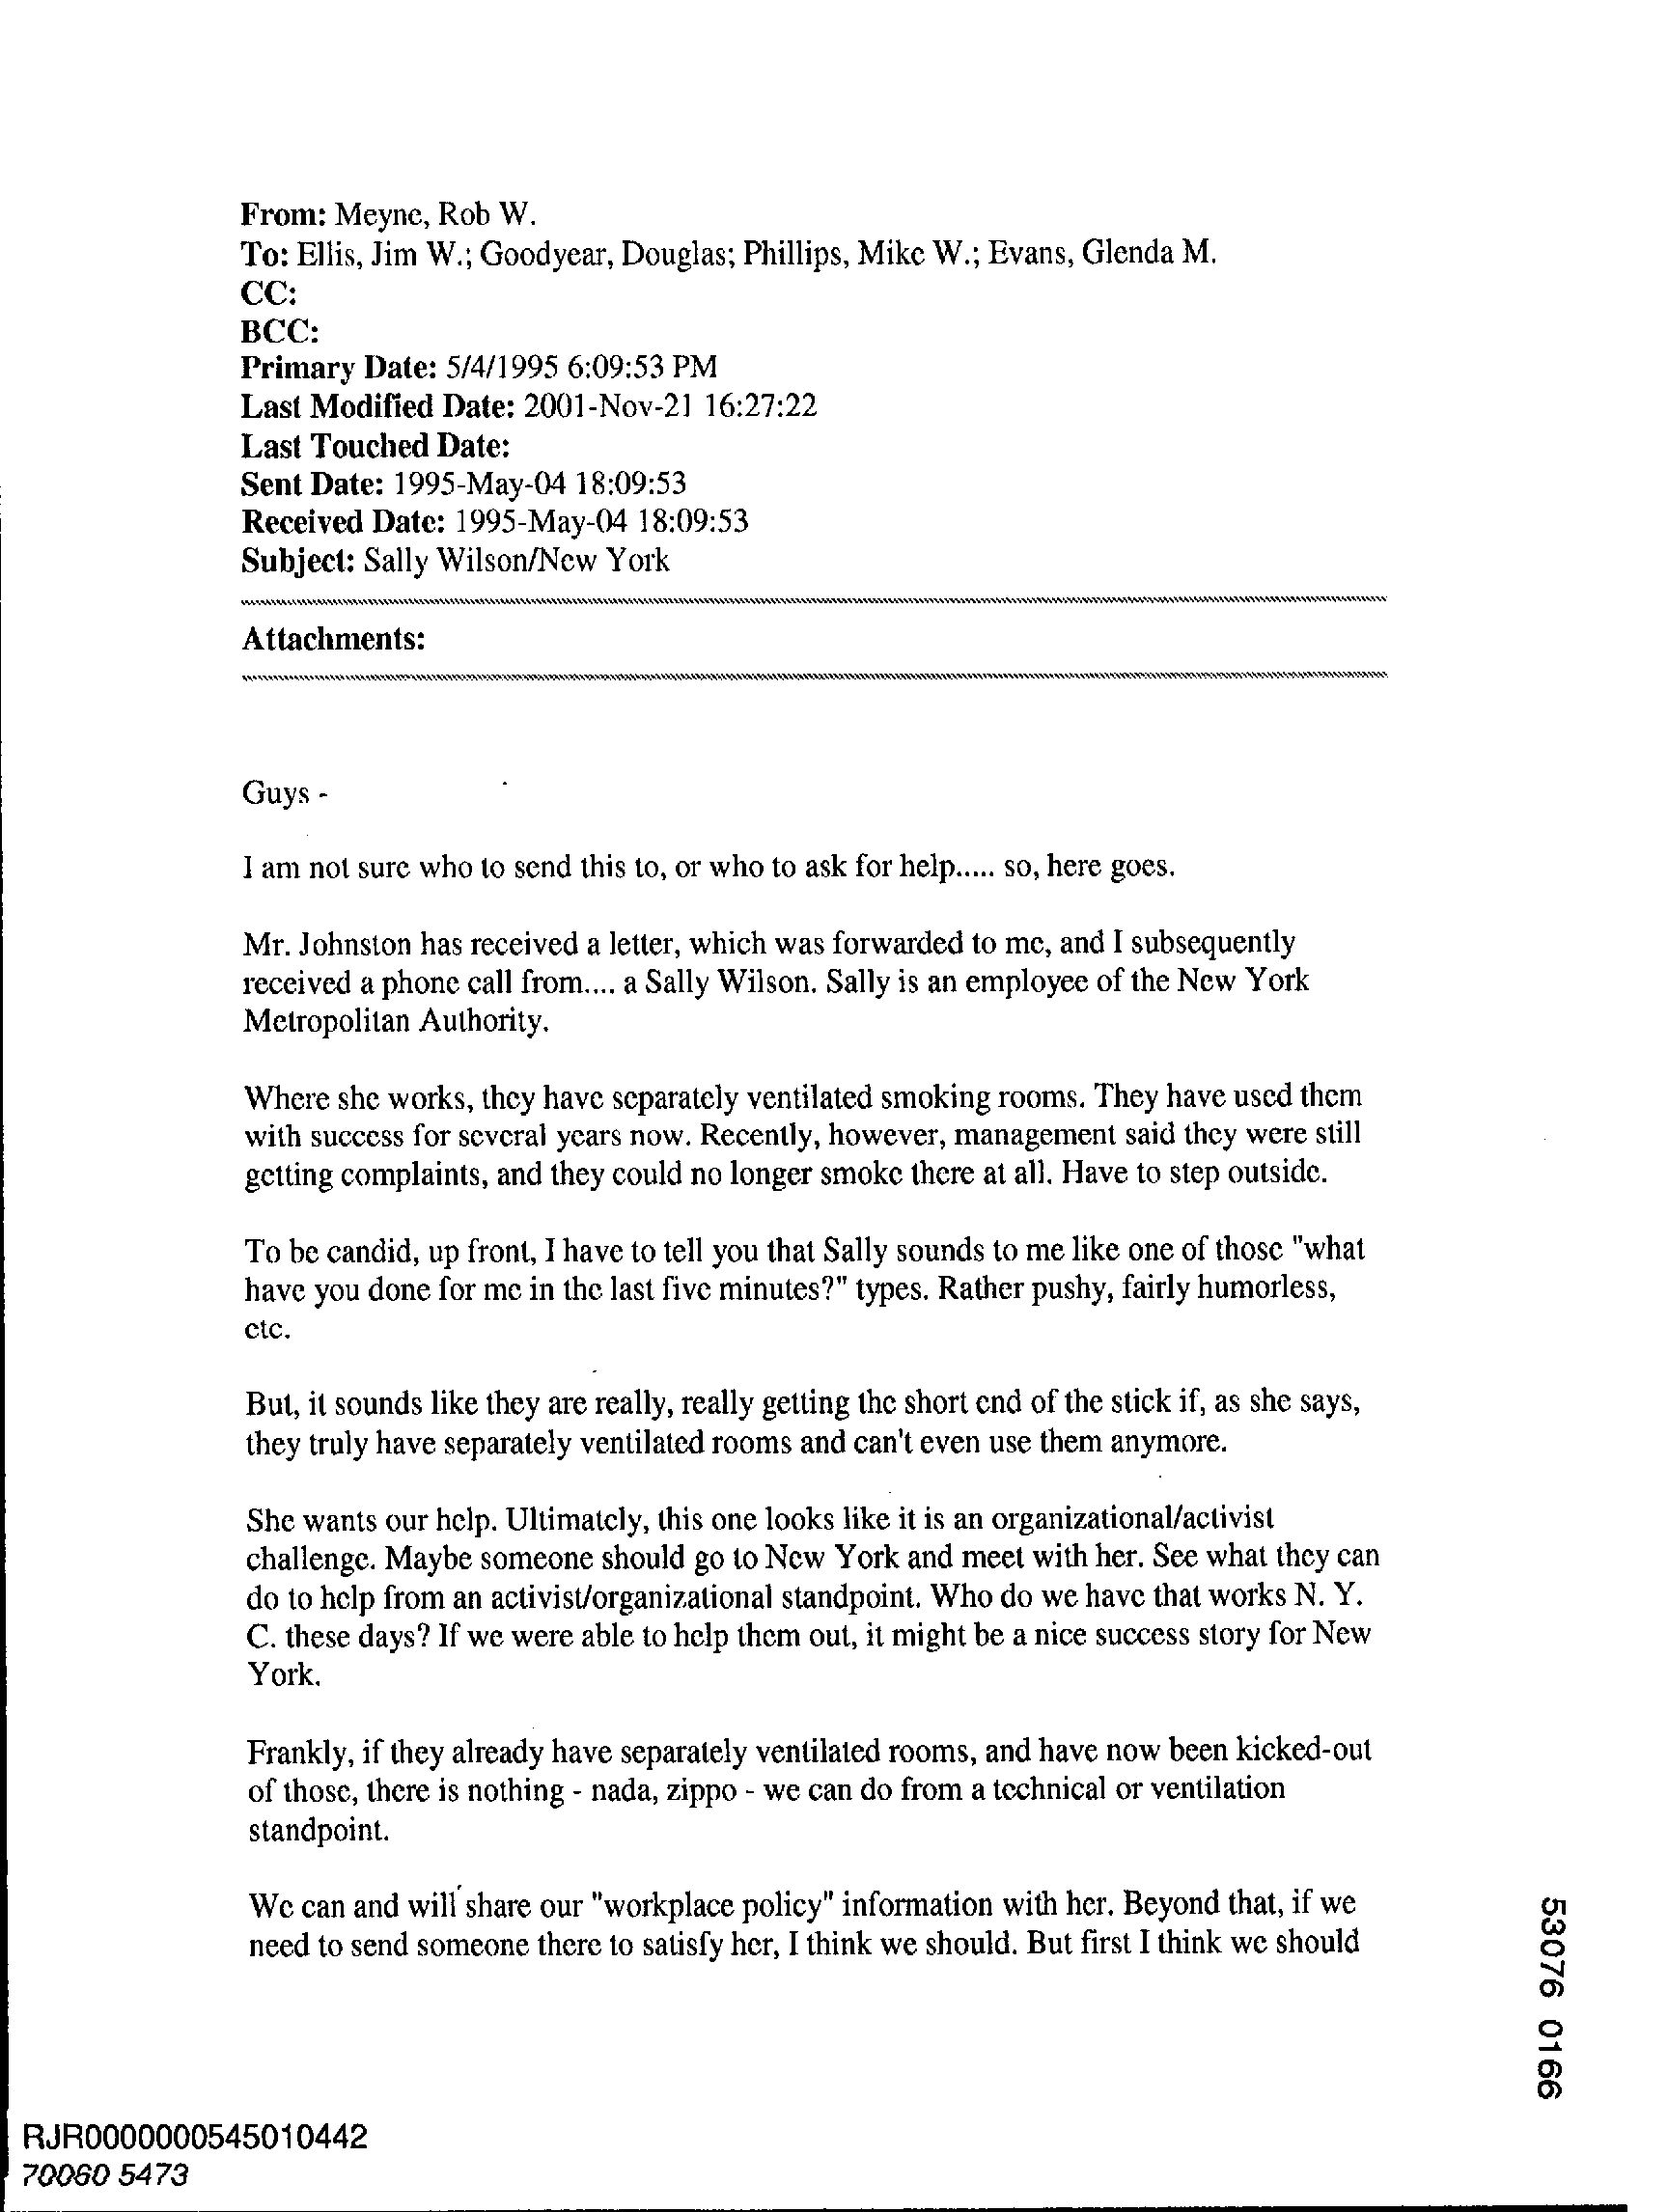 From: Meyne, Rob W.
To: Ellis, Jim W.; Goodyear, Douglas; Phillips, Mike W.; Evans, Glenda M.
CC:
BCC:
Primary Date: 5/4/1995 6:09:53 PM
Last Modified Date: 2001-Nov-21 16:27:22
Last Touched Date:
Sent Date: 1995-May-04 18:09:53
Received Date: 1995-May-04 18:09:53
Subject: Sally Wilson/New York
Attachments:
Guys -
I am not sure who to send this to, or who to ask for help..... so, here goes.
Mr. Johnston has received a letter, which was forwarded to me, and I subsequently
received a phone call from.... a Sally Wilson. Sally is an employee of the New York
Metropolitan Authority.
Where she works, they have separately ventilated smoking rooms. They have used them
with success for several years now. Recently, however, management said they were still
getting complaints, and they could no longer smoke there at all. Have to step outside.
To be candid, up front, I have to tell you that Sally sounds to me like one of those "what
have you done for me in the last five minutes?" types. Rather pushy, fairly humorless,
etc.
But, it sounds like they are really, really getting the short end of the stick if, as she says,
they truly have separately ventilated rooms and can't even use them anymore.
She wants our help. Ultimately, this one looks like it is an organizational/activist
challenge. Maybe someone should go to New York and meet with her. See what they can
do to help from an activist/organizational standpoint. Who do we have that works N. Y.
C. these days? If we were able to help them out, it might be a nice success story for New
York.
Frankly, if they already have separately ventilated rooms, and have now been kicked-out
of those, there is nothing - nada, zippo - we can do from a technical or ventilation
standpoint.
We can and will share our "workplace policy" information with her. Beyond that, if we
need to send someone there to satisfy her, I think we should. But first I think we should
53076 0166
RJR0000000545010442
70060 5473